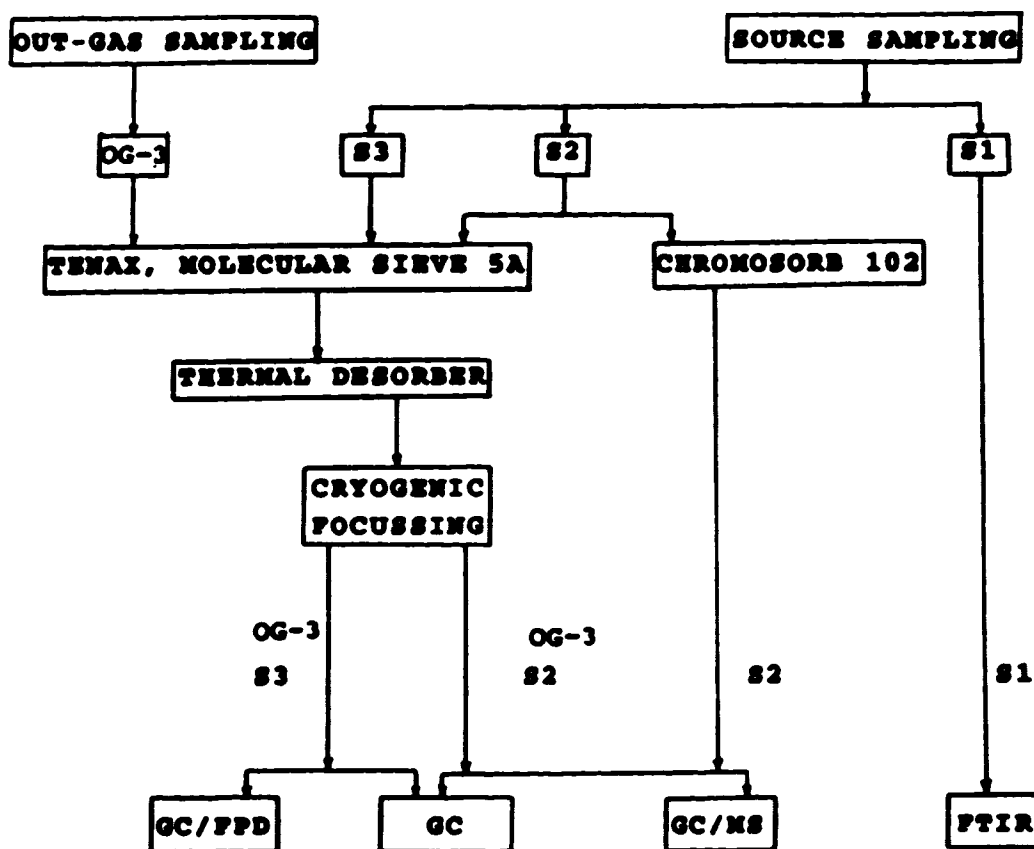 OUT-GAS SAMPLING
SOURCE SAMPLING
OG-3
S3
S2
S1
TENAX, MOLECULAR SIEVE 5A
CHROMOSORB 102
THERMAL DESORBER
CRYOGENIC
FOCUSSING
OG-3
OG-3
S3
S2
S2
S1
GC/FPD
GC
GC/MS
FTIR